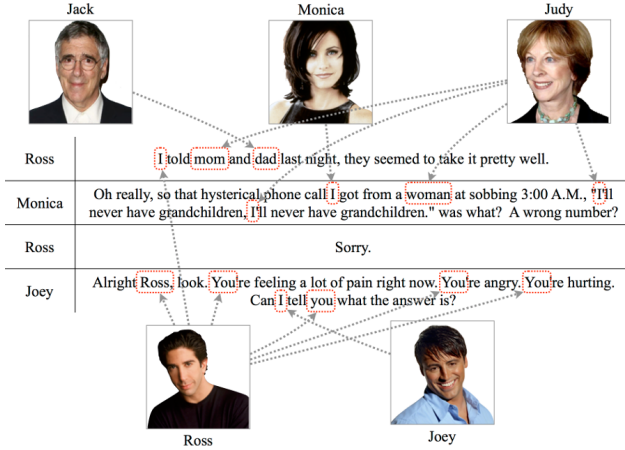 Jack Monica Judy
Ross I told mom and dad last night, they seemed to take it pretty well.
Monica Oh really, so that hysterical phone call I got from a woman at sobbing 3:00 A.M., "I'll
never have grandchildren, I'll never have grandchildren." was what? A wrong number?
Ross Sorry.
Joey Alright Ross, look. You're feeling a lot of pain right now. You're angry. You're hurting.
Can I tell you what the answer is?
Ross Joey